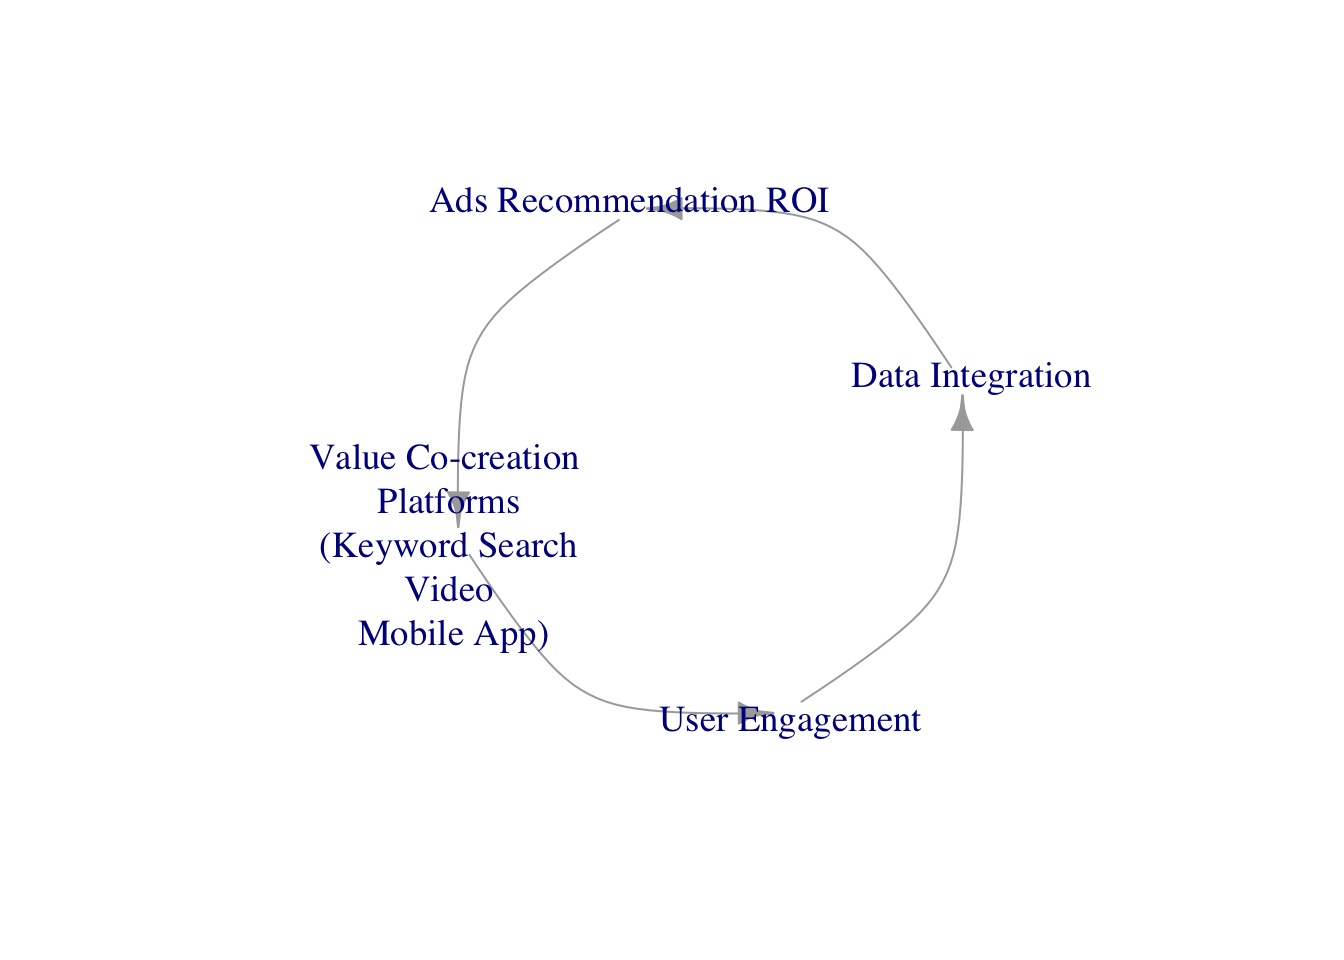 Ads Recommendation ROI
Data Integration
Value Co-creation
Platforms
(Keyword Search
Video
Mobile App)
User Engagement